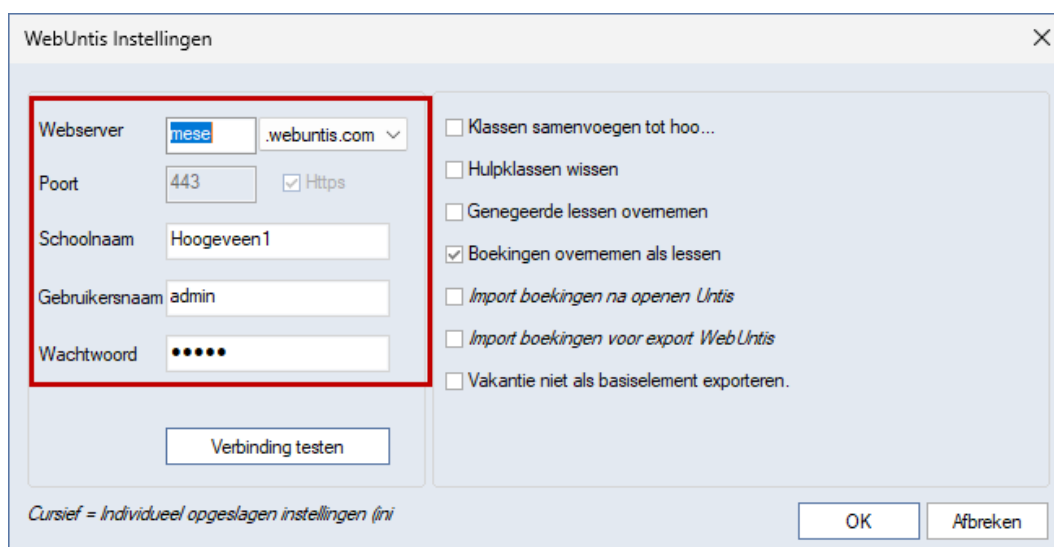 WebUntis Instellingen
Webserver mese .webuntis.com
Poort 443 Https
Schoolnaam Hoogeveen1
Gebruikersnaam admin
Wachtwoord •••••
Verbinding testen
Klassen samenvoegen tot hoo...
Hulpklassen wissen
Genegeerde lessen overnemen
Boekingen overnemen als lessen
Import boekingen na openen Untis
Import boekingen voor export WebUntis
Vakantie niet als basiselement exporteren.
Cursief = Individueel opgeslagen instellingen (ini
OK Afbreken